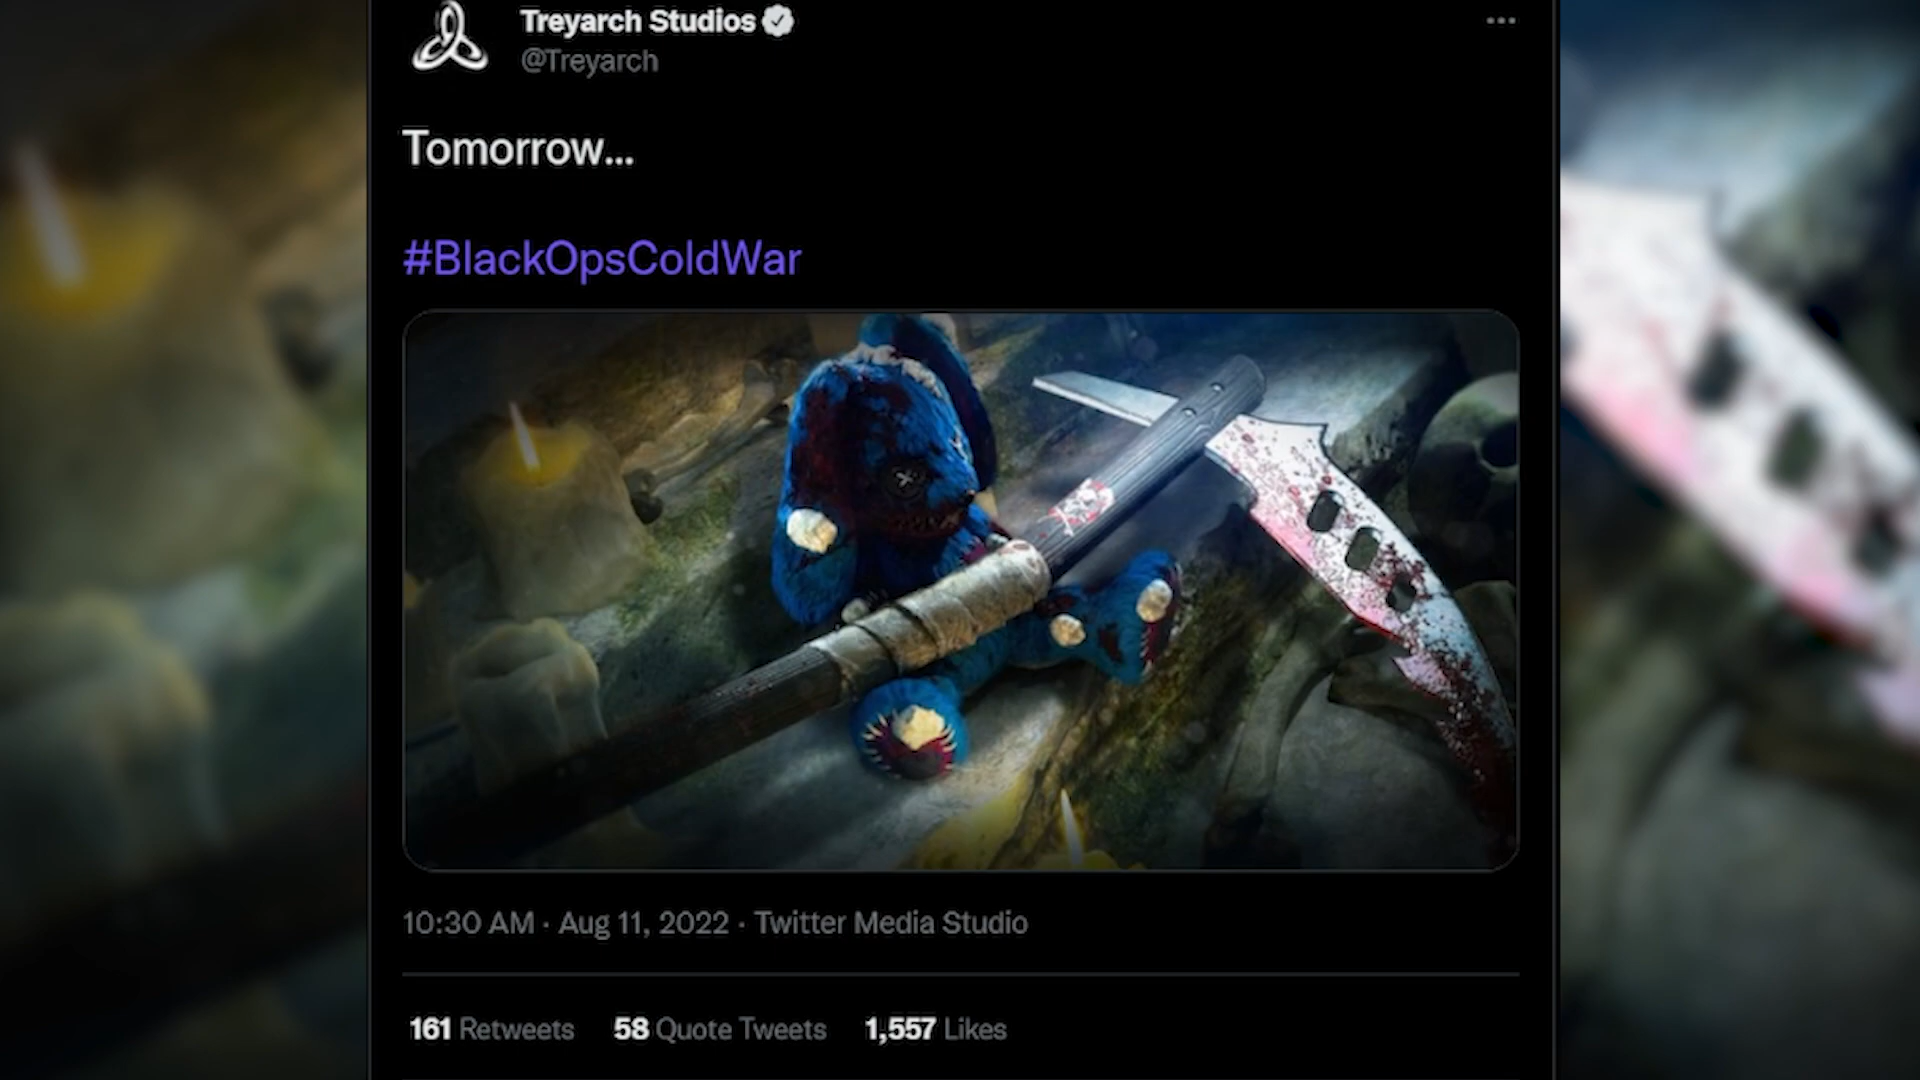 Treyarch Studios
@Treyarch
Tomorrow...
#BlackOpsColdWar
10:30 AM · Aug 11, 2022 · Twitter Media Studio
161 Retweets 58 Quote Tweets 1,557 Likes